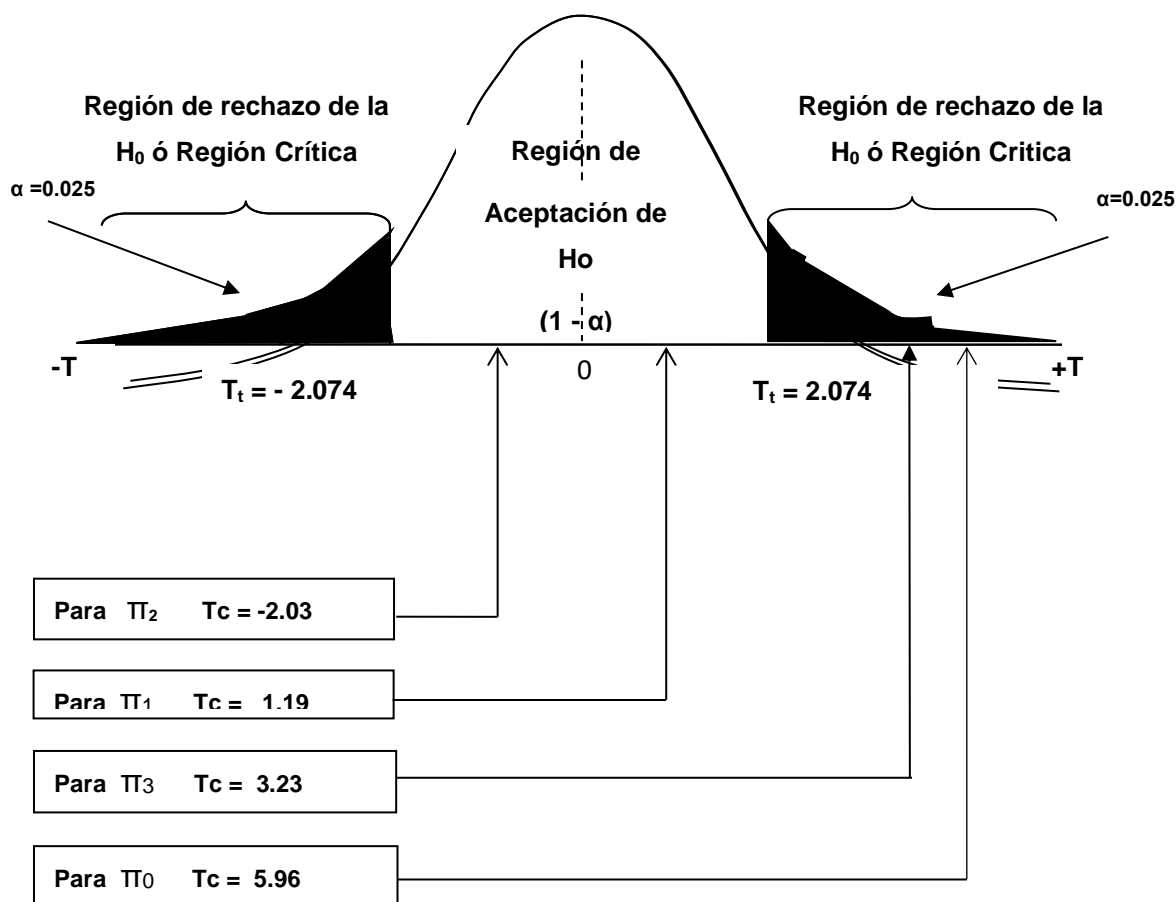 Región de rechazo de la
H₀ ó Región Crítica
Región de rechazo de la
H₀ ó Región Critica
α =0.025
α=0.025
Región de
Aceptación de
Ho
(1 - α)
-T
0
+T
Tₜ = - 2.074
Tₜ = 2.074
Para π₂ Tc = -2.03
Para π₁ Tc = 1.19
Para π3 Tc = 3.23
Para π0 Tc = 5.96